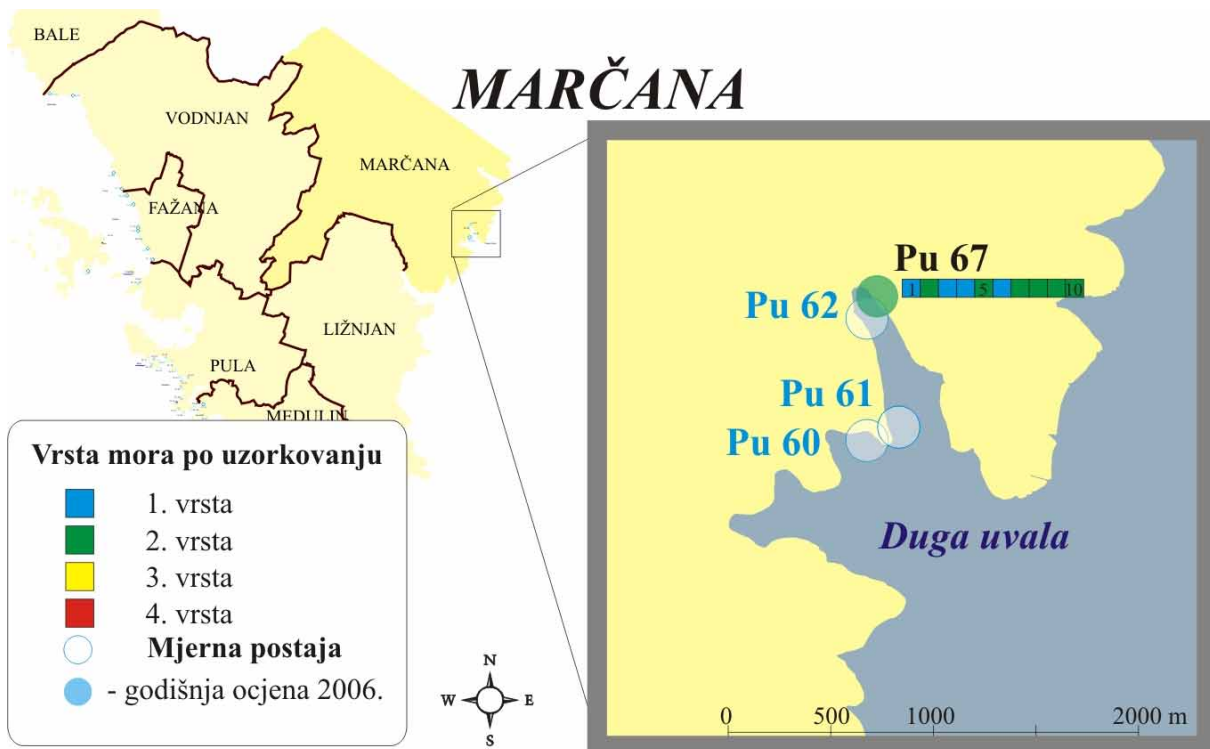 MARČANA
BALE
VODNJAN
MARČANA
FAŽANA
LIŽNJAN
PULA
MEDULIN
Pu 67
1 5 10
Pu 62
Pu 61
Pu 60
Duga uvala
0 500 1000 2000 m
Vrsta mora po uzorkovanju
1. vrsta
2. vrsta
3. vrsta
4. vrsta
Mjerna postaja
- godišnja ocjena 2006.
N
W E
S